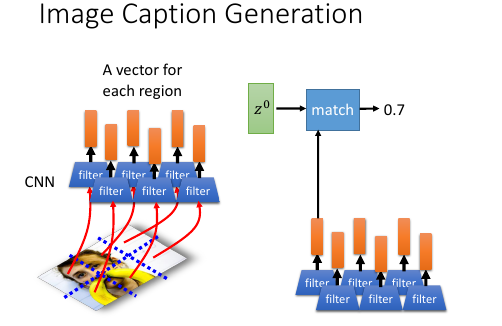 Image Caption Generation
A vector for
each region
z⁰
match
0.7
CNN
filter filter filter
filter filter filter
filter filter filter
filter filter filter